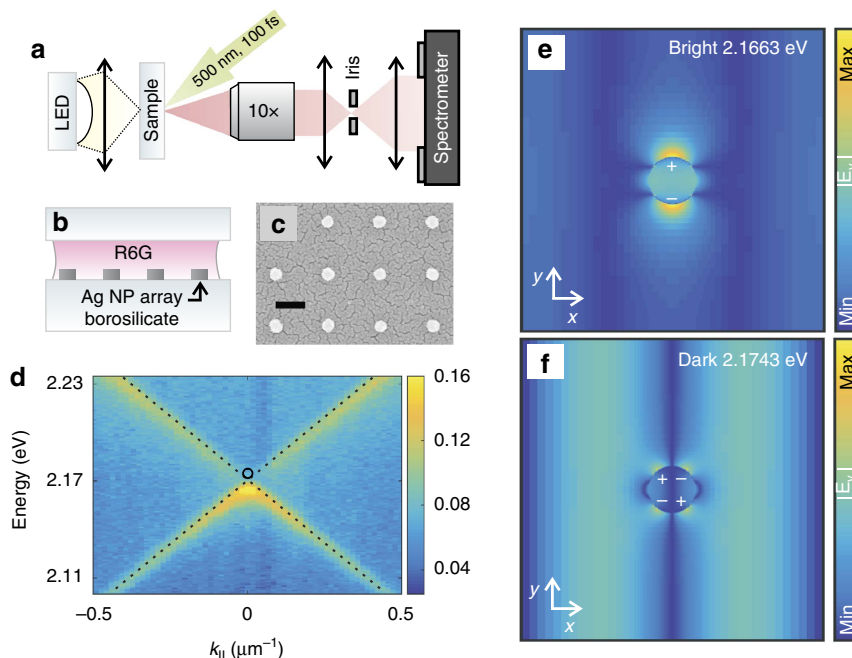 a
LED
Sample
500 nm, 100 fs
10×
Iris
Spectrometer
b
R6G
Ag NP array
borosilicate
c
d
2.23
2.17
2.11
Energy (eV)
−0.5
0
0.5
k|| (μm−1)
0.16
0.12
0.08
0.04
e
Bright 2.1663 eV
+
−
y
x
Max
|Ey|
Min
f
Dark 2.1743 eV
+ −
− +
y
x
Max
|Ey|
Min